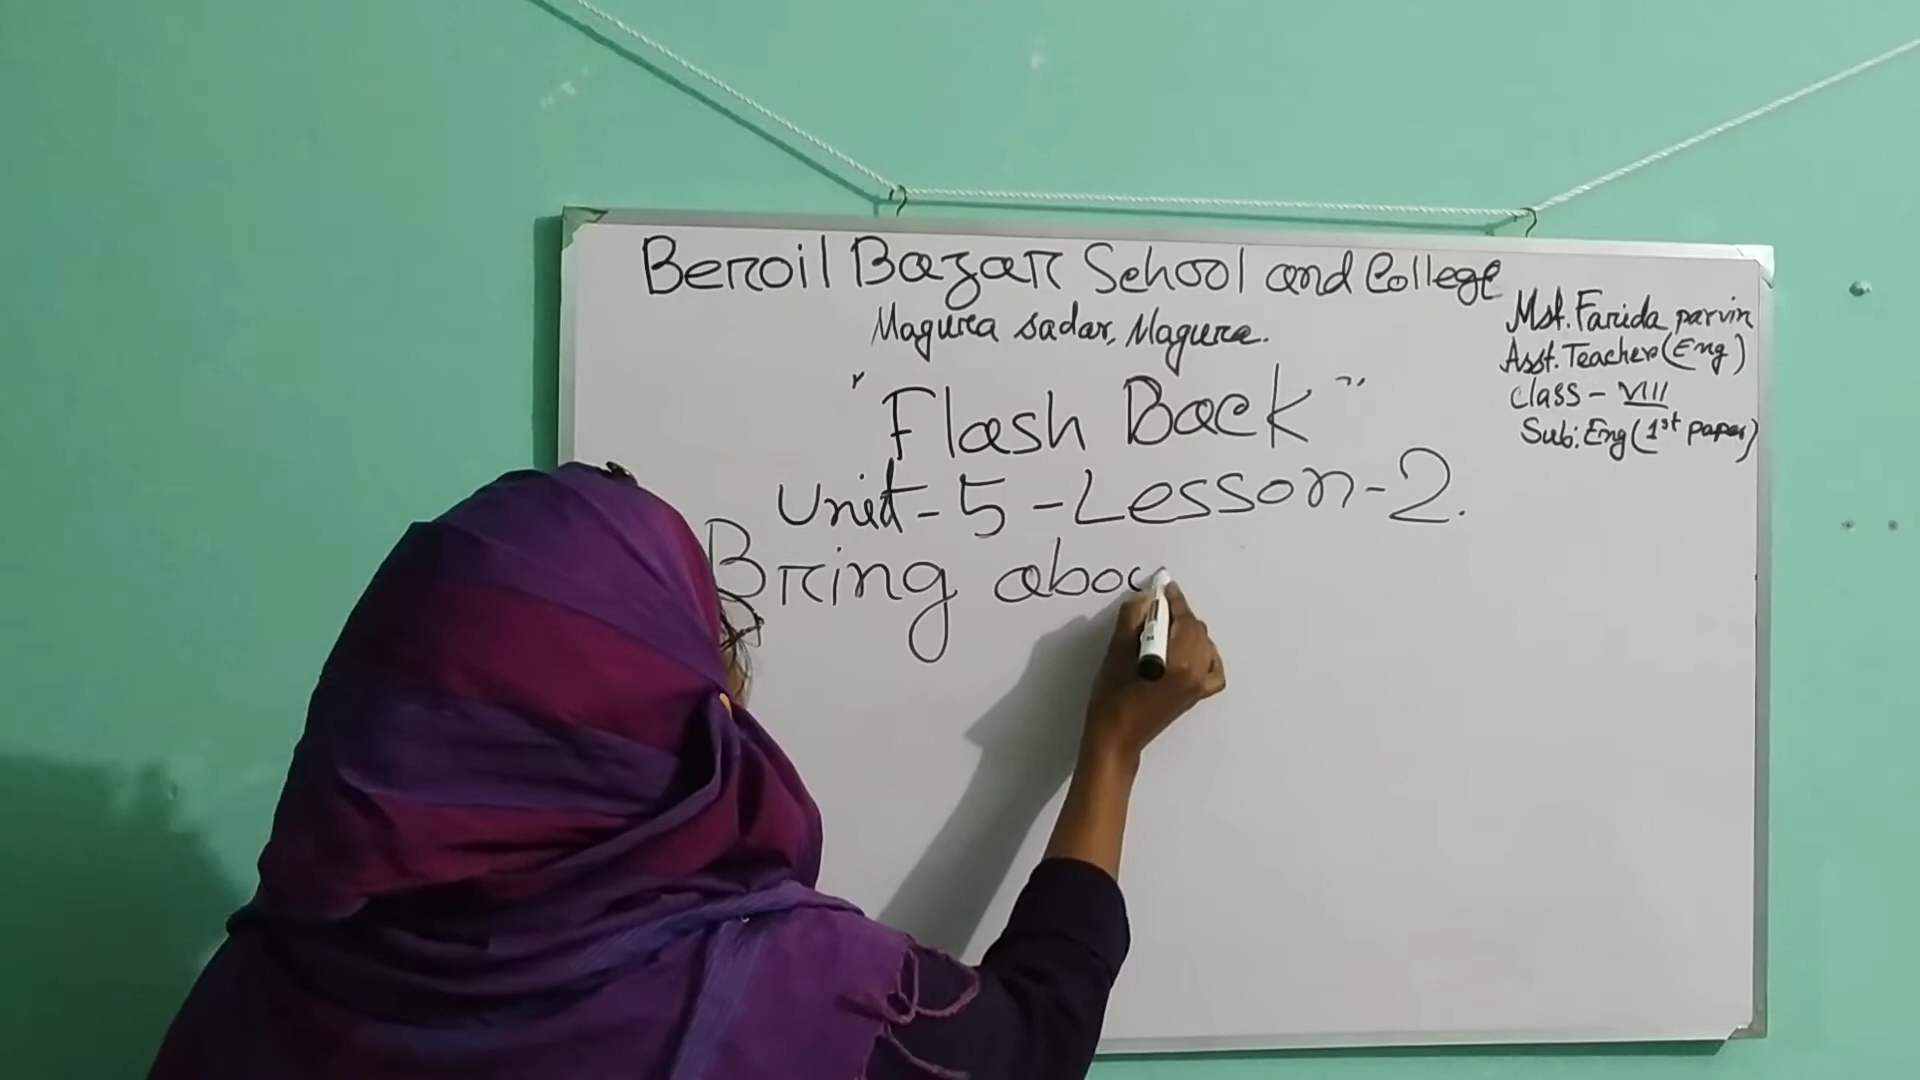 Beroil Bazar School and College
Magura sadar, Magura.
"Flash Back"
Unit-5-Lesson-2.
Bring abou
Mst. Farida parvin
Asst. Teacher (Eng)
Class - VIII
Sub: Eng (1st paper)